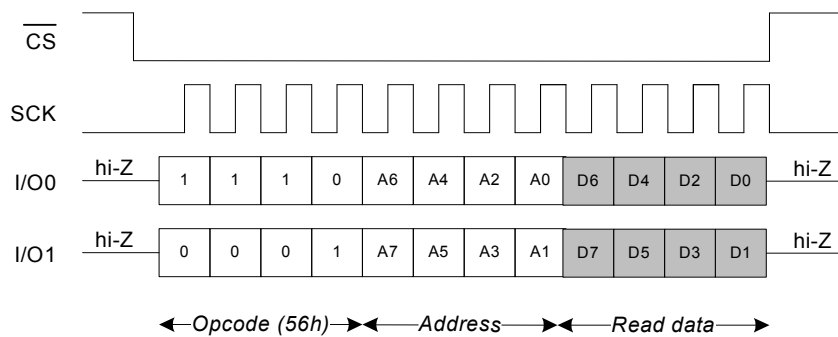 CS
SCK
hi-Z hi-Z
I/O0 1 1 1 0 A6 A4 A2 A0 D6 D4 D2 D0
hi-Z hi-Z
I/O1 0 0 0 1 A7 A5 A3 A1 D7 D5 D3 D1
Opcode (56h) Address Read data